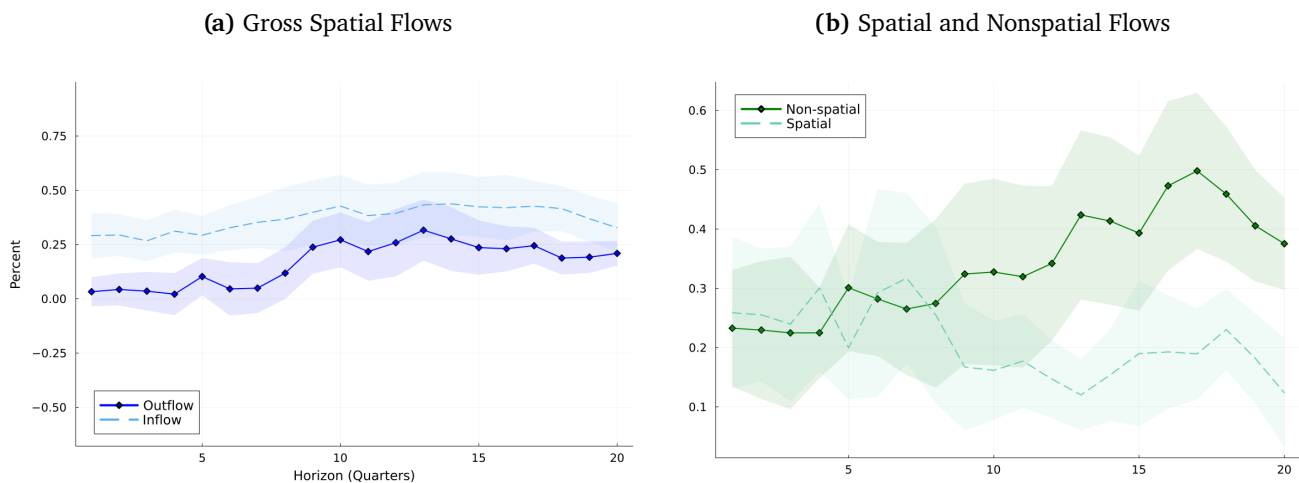 (a) Gross Spatial Flows
0.75
0.50
0.25
0.00
−0.25
−0.50
Percent
Outflow
Inflow
5
10
15
20
Horizon (Quarters)
(b) Spatial and Nonspatial Flows
0.6
0.5
0.4
0.3
0.2
0.1
Non-spatial
Spatial
5
10
15
20